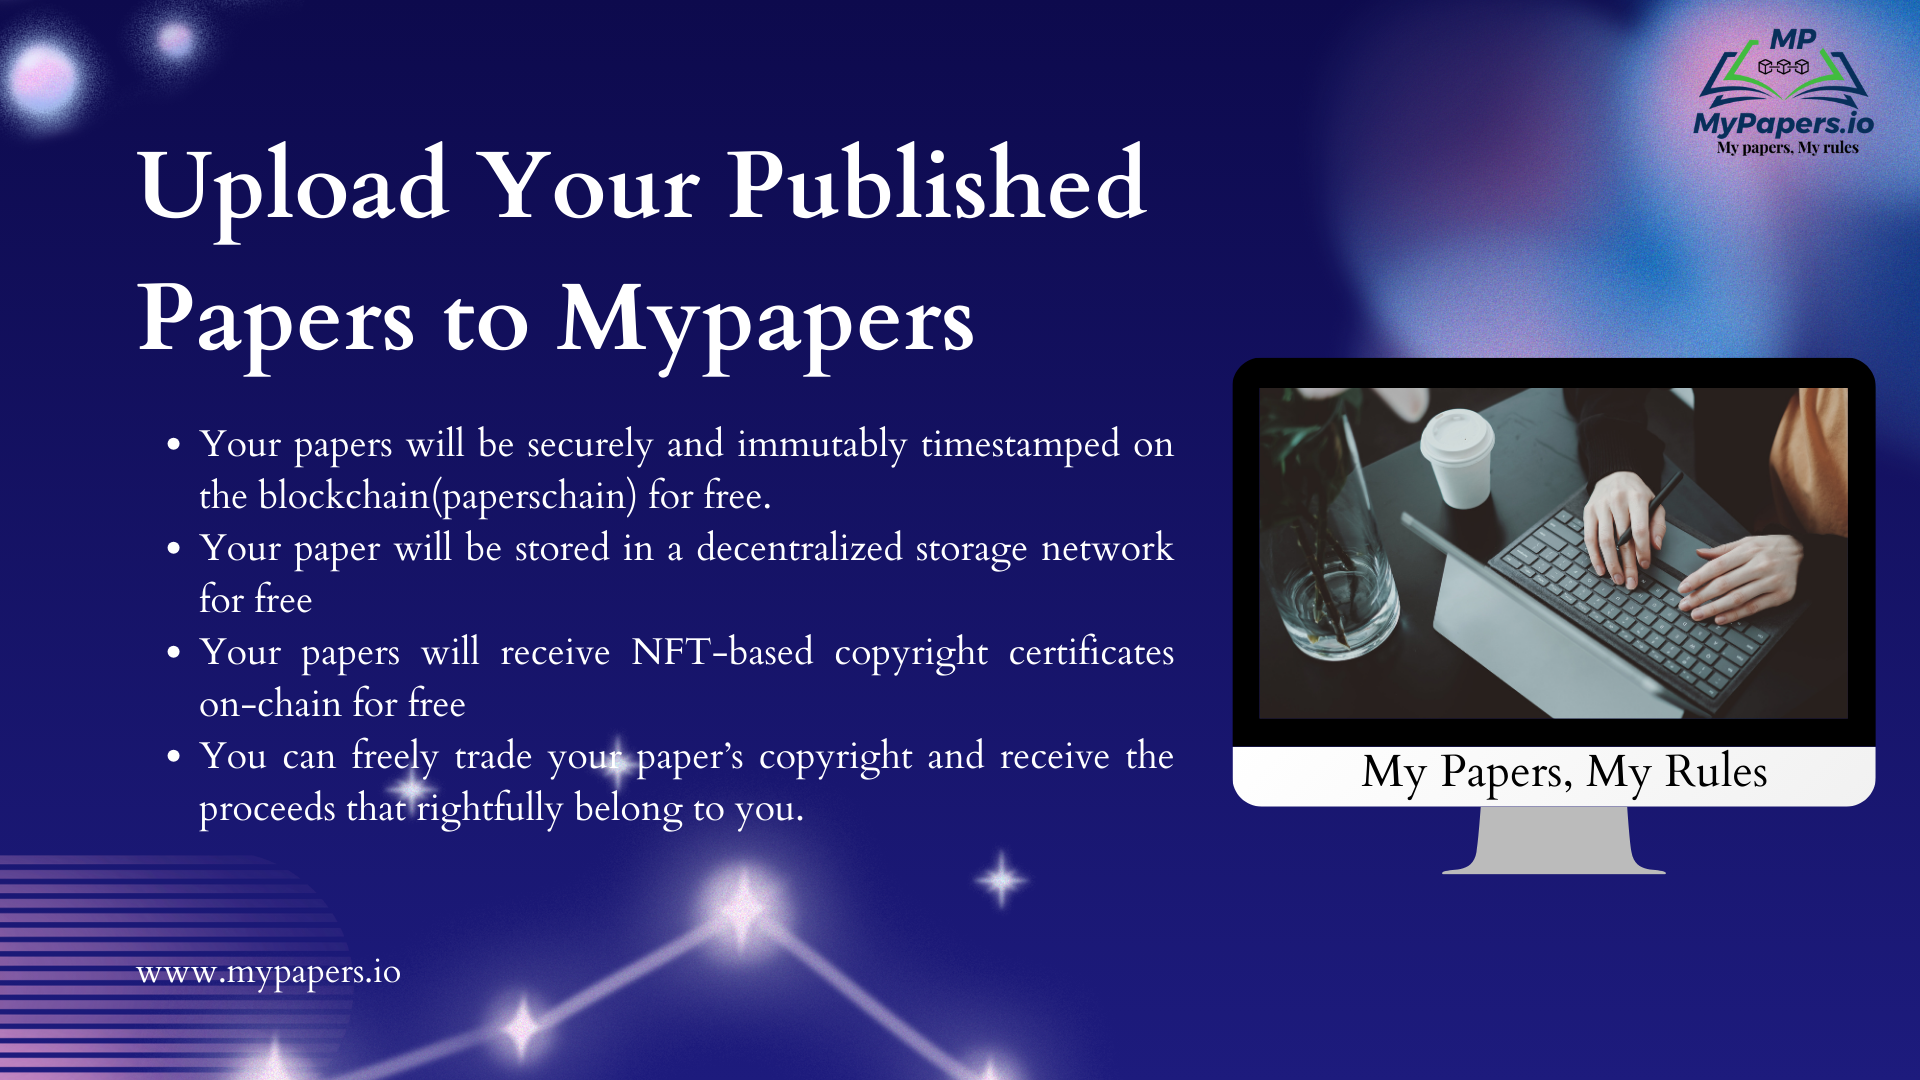 MP
MyPapers.io
My papers, My rules
Upload Your Published
Papers to Mypapers
• Your papers will be securely and immutably timestamped on
the blockchain(paperschain) for free.
• Your paper will be stored in a decentralized storage network
for free
• Your papers will receive NFT-based copyright certificates
on-chain for free
• You can freely trade your paper’s copyright and receive the
proceeds that rightfully belong to you.
My Papers, My Rules
www.mypapers.io